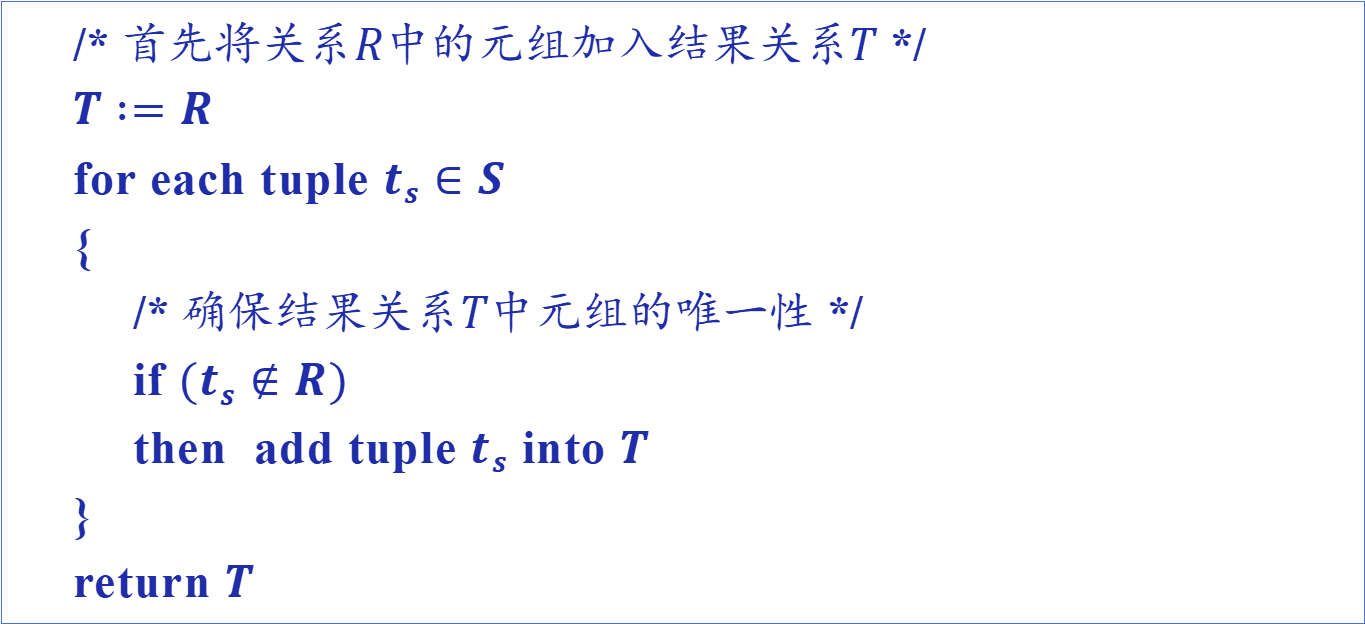 /* 首先将关系R中的元组加入结果关系T */
T := R
for each tuple tₛ ∈ S
{
/* 确保结果关系T中元组的唯一性 */
if (tₛ ∉ R)
then add tuple tₛ into T
}
return T